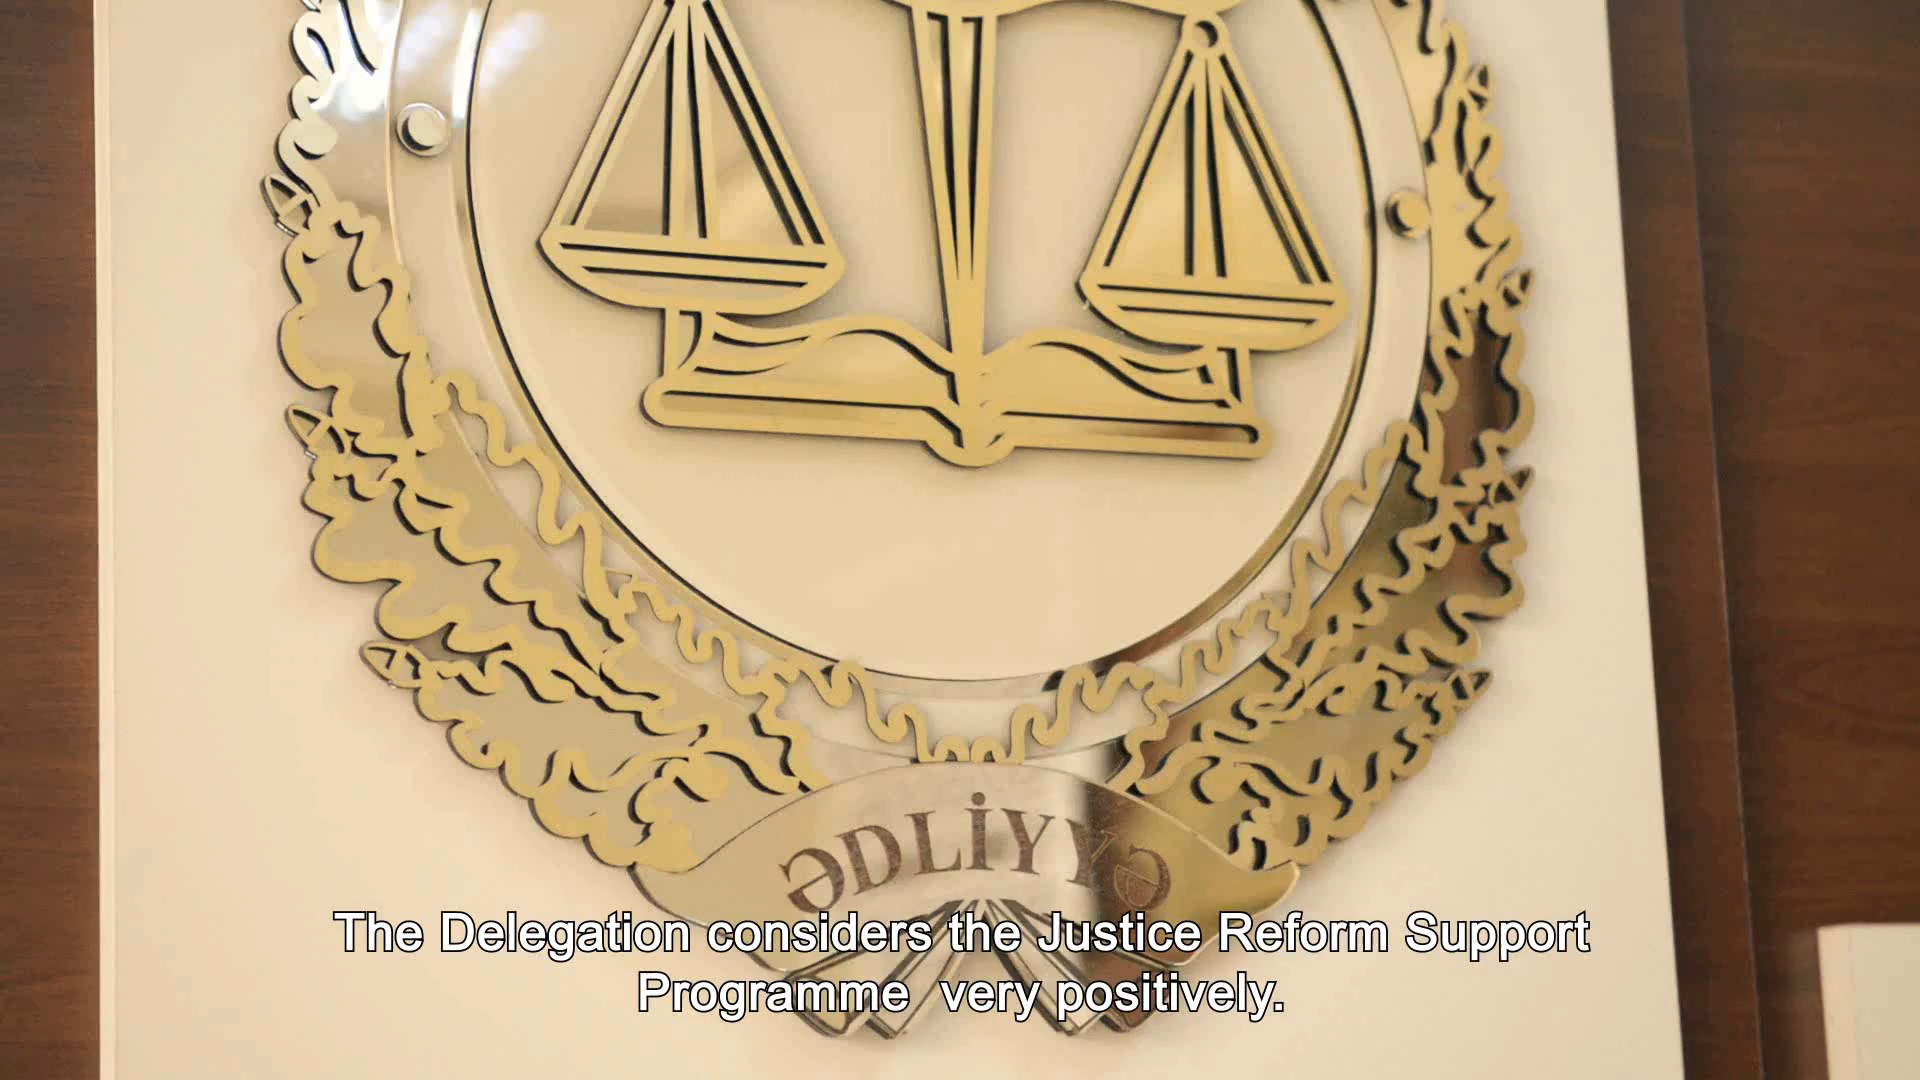 ƏDLİYYƏ
The Delegation considers the Justice Reform Support
Programme  very positively.